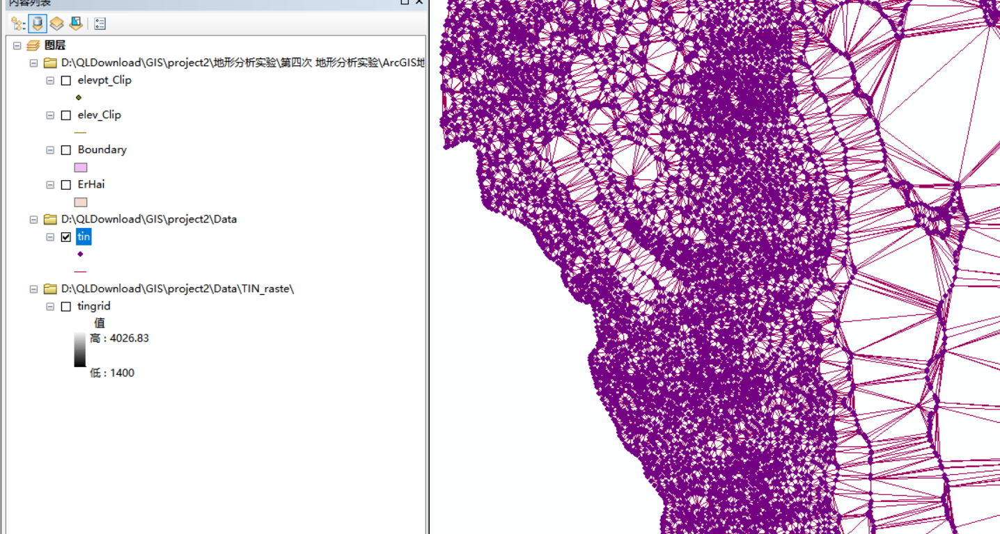 内容列表
图层
D:\QLDownload\GIS\project2\地形分析实验\第四次 地形分析实验\ArcGIS地
elevpt_Clip
elev_Clip
Boundary
ErHai
D:\QLDownload\GIS\project2\Data
tin
D:\QLDownload\GIS\project2\Data\TIN_raste\
tingrid
值
高 : 4026.83
低 : 1400